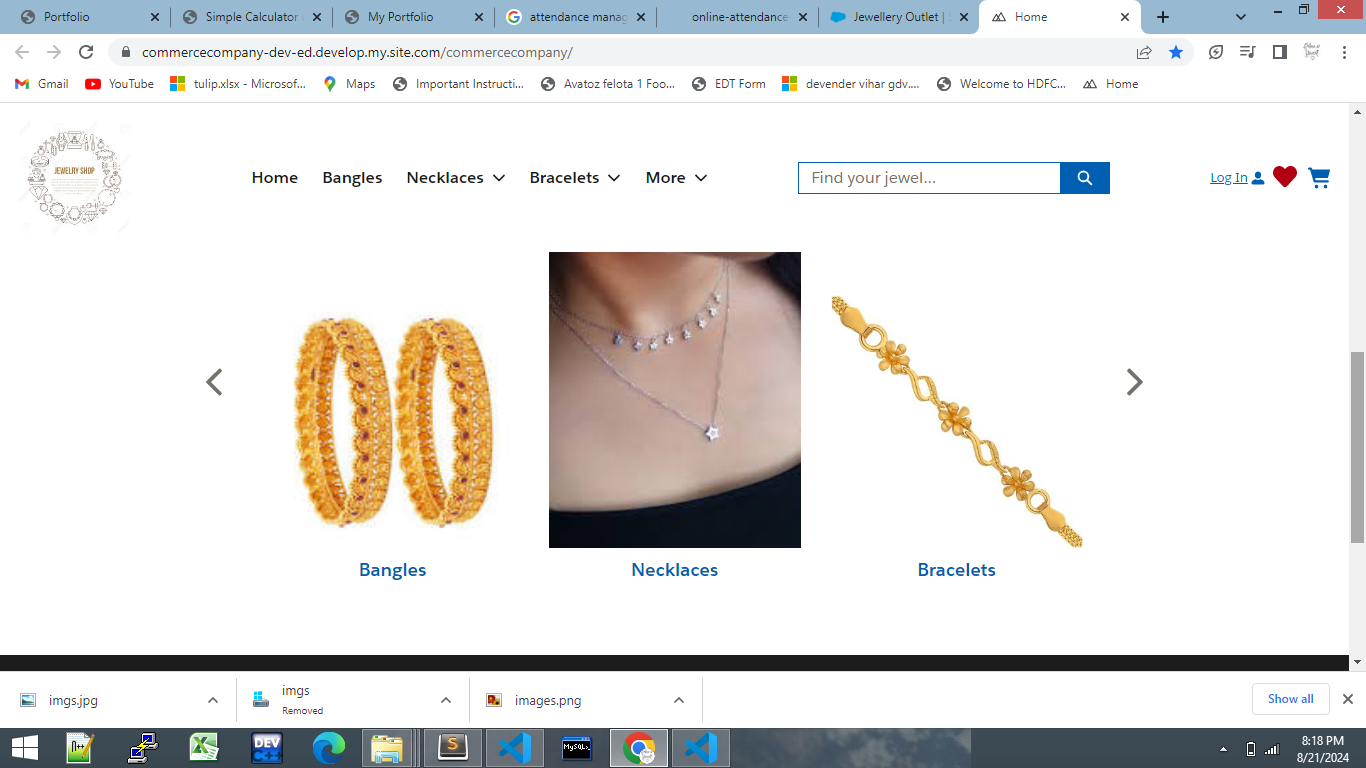 Portfolio
Simple Calculator
My Portfolio
attendance manag
online-attendance
Jewellery Outlet |
Home
commercecompany-dev-ed.develop.my.site.com/commercecompany/
Gmail
YouTube
tulip.xlsx - Microsof...
Maps
Important Instructi...
Avatoz felota 1 Foo...
EDT Form
devender vihar gdv....
Welcome to HDFC...
Home
JEWELRY SHOP
Home
Bangles
Necklaces
Bracelets
More
Find your jewel...
Log In
Bangles
Necklaces
Bracelets
imgs.jpg
imgs
Removed
images.png
Show all
DEV
C++
S
MySQL
8:18 PM
8/21/2024